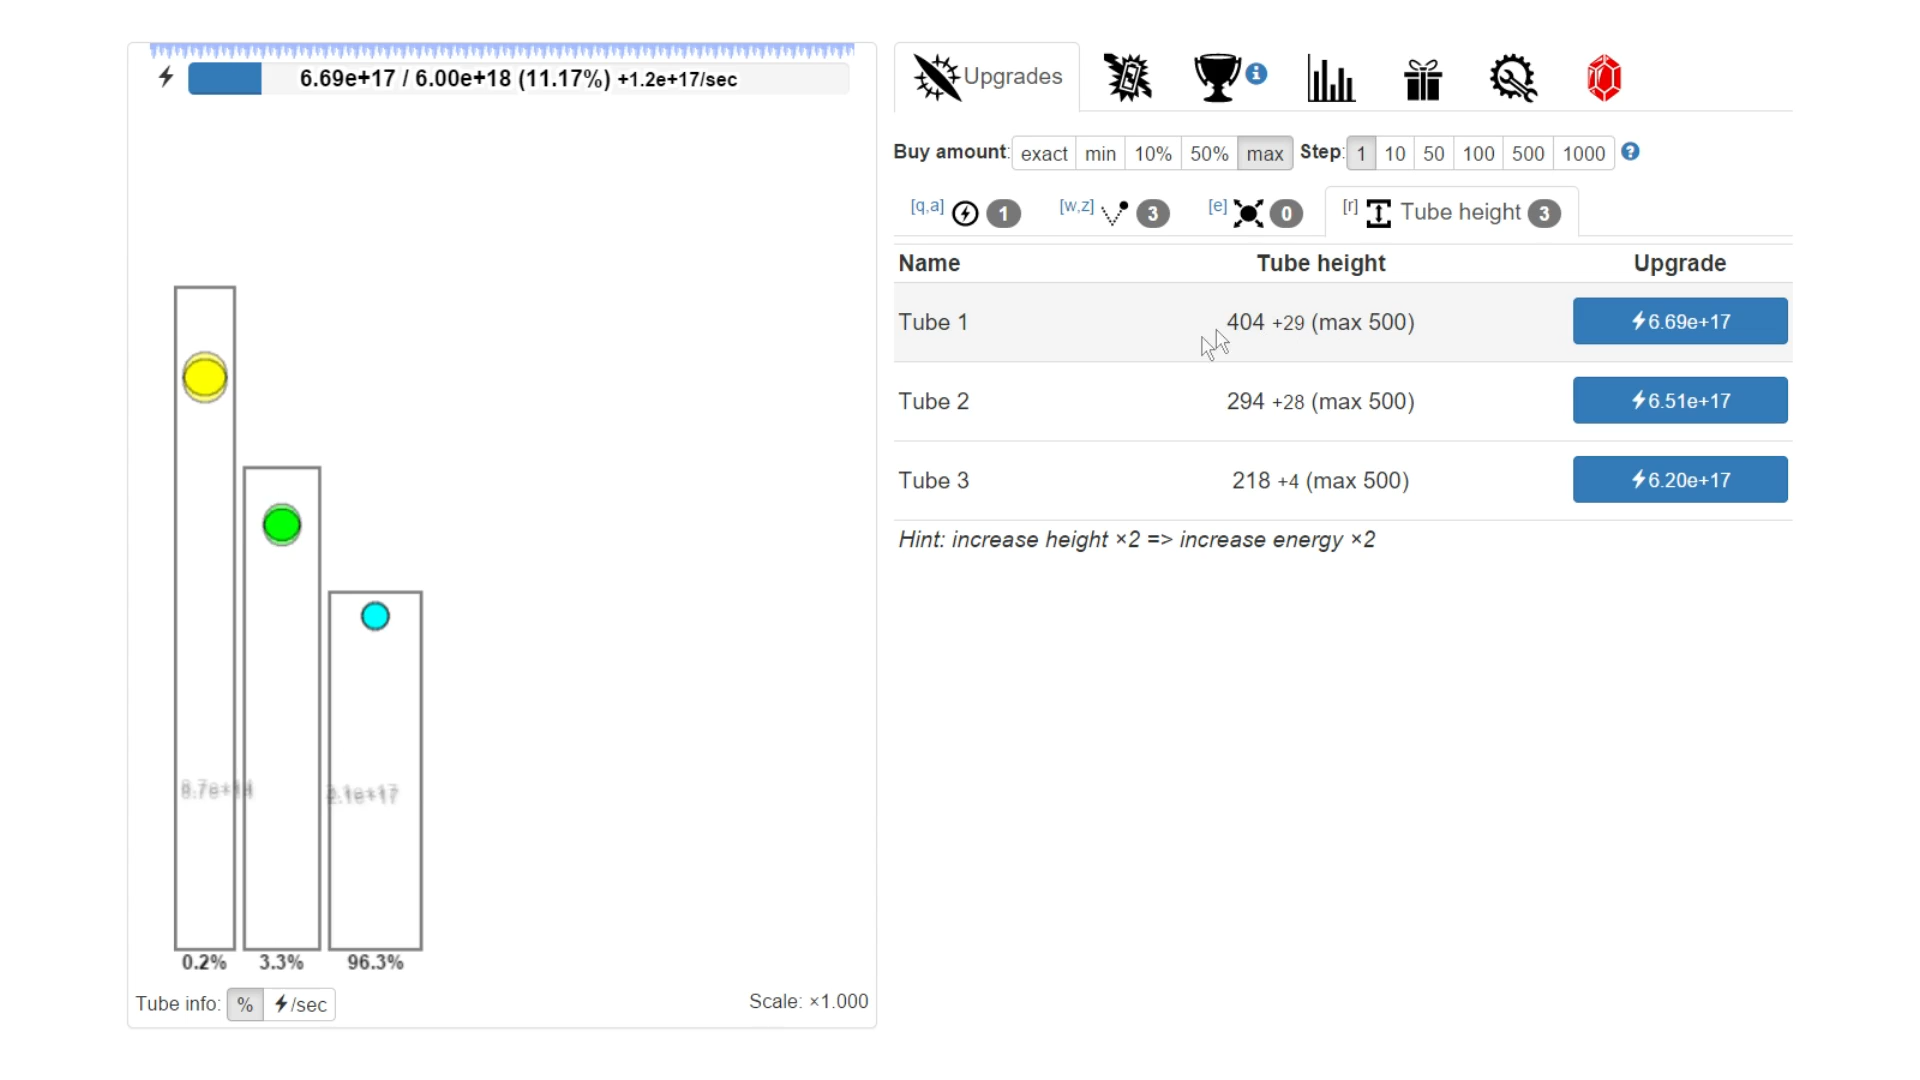 6.69e+17 / 6.00e+18 (11.17%) +1.2e+17/sec
0.2% 3.3% 96.3%
Tube info: % /sec Scale: ×1.000
Upgrades
Buy amount: exact min 10% 50% max Step: 1 10 50 100 500 1000
[q,a] 1 [w,z] 3 [e] 0 [r] Tube height 3
Name Tube height Upgrade
Tube 1 404 +29 (max 500) 6.69e+17
Tube 2 294 +28 (max 500) 6.51e+17
Tube 3 218 +4 (max 500) 6.20e+17
Hint: increase height ×2 => increase energy ×2